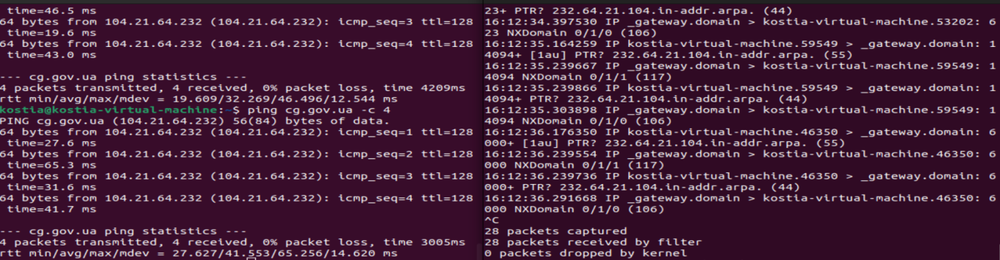 time=46.5 ms
64 bytes from 104.21.64.232 (104.21.64.232): icmp_seq=3 ttl=128
 time=19.6 ms
64 bytes from 104.21.64.232 (104.21.64.232): icmp_seq=4 ttl=128
 time=43.0 ms

--- cg.gov.ua ping statistics ---
4 packets transmitted, 4 received, 0% packet loss, time 4209ms
rtt min/avg/max/mdev = 19.609/32.269/46.496/12.544 ms
kostia@kostia-virtual-machine:~$ ping cg.gov.ua -c 4
PING cg.gov.ua (104.21.64.232) 56(84) bytes of data.
64 bytes from 104.21.64.232 (104.21.64.232): icmp_seq=1 ttl=128
 time=27.6 ms
64 bytes from 104.21.64.232 (104.21.64.232): icmp_seq=2 ttl=128
 time=65.3 ms
64 bytes from 104.21.64.232 (104.21.64.232): icmp_seq=3 ttl=128
 time=31.6 ms
64 bytes from 104.21.64.232 (104.21.64.232): icmp_seq=4 ttl=128
 time=41.7 ms

--- cg.gov.ua ping statistics ---
4 packets transmitted, 4 received, 0% packet loss, time 3005ms
rtt min/avg/max/mdev = 27.627/41.553/65.256/14.620 ms
23+ PTR? 232.64.21.104.in-addr.arpa. (44)
16:12:34.397530 IP _gateway.domain > kostia-virtual-machine.53202: 6
23 NXDomain 0/1/0 (106)
16:12:35.164259 IP kostia-virtual-machine.59549 > _gateway.domain: 1
4094+ [1au] PTR? 232.64.21.104.in-addr.arpa. (55)
16:12:35.239667 IP _gateway.domain > kostia-virtual-machine.59549: 1
4094 NXDomain 0/1/1 (117)
16:12:35.239866 IP kostia-virtual-machine.59549 > _gateway.domain: 1
4094+ PTR? 232.64.21.104.in-addr.arpa. (44)
16:12:35.303898 IP _gateway.domain > kostia-virtual-machine.59549: 1
4094 NXDomain 0/1/0 (106)
16:12:36.176350 IP kostia-virtual-machine.46350 > _gateway.domain: 6
000+ [1au] PTR? 232.64.21.104.in-addr.arpa. (55)
16:12:36.239554 IP _gateway.domain > kostia-virtual-machine.46350: 6
000 NXDomain 0/1/1 (117)
16:12:36.239736 IP kostia-virtual-machine.46350 > _gateway.domain: 6
000+ PTR? 232.64.21.104.in-addr.arpa. (44)
16:12:36.291668 IP _gateway.domain > kostia-virtual-machine.46350: 6
000 NXDomain 0/1/0 (106)
^C
28 packets captured
28 packets received by filter
0 packets dropped by kernel